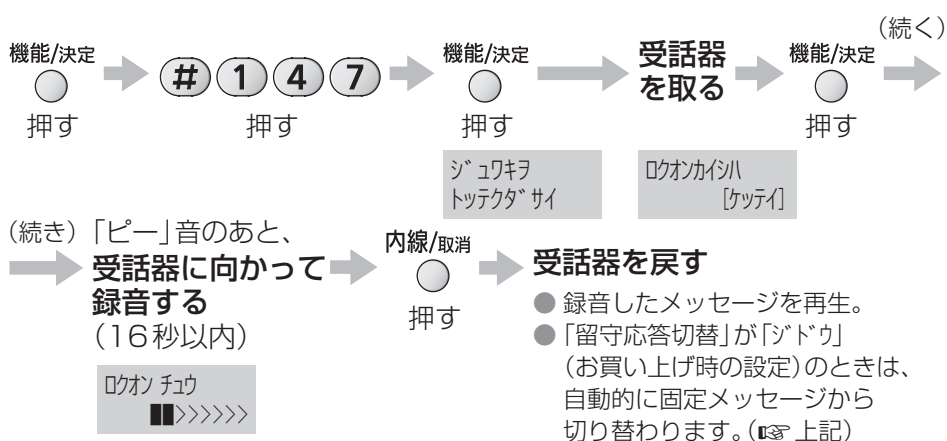 (続く)
機能/決定
押す
# 1 4 7
押す
機能/決定
押す
ジュワキヲ
トッテクダサイ
受話器
を取る
機能/決定
押す
ロクオンカイシハ
[ケッテイ]
(続き)「ピー」音のあと、
受話器に向かって
録音する
(16秒以内)
ロクオン チュウ
>>>>>>
内線/取消
押す
受話器を戻す
● 録音したメッセージを再生。
● 「留守応答切替」が「ジドウ」
(お買い上げ時の設定)のときは、
自動的に固定メッセージから
切り替わります。(☞ 上記)